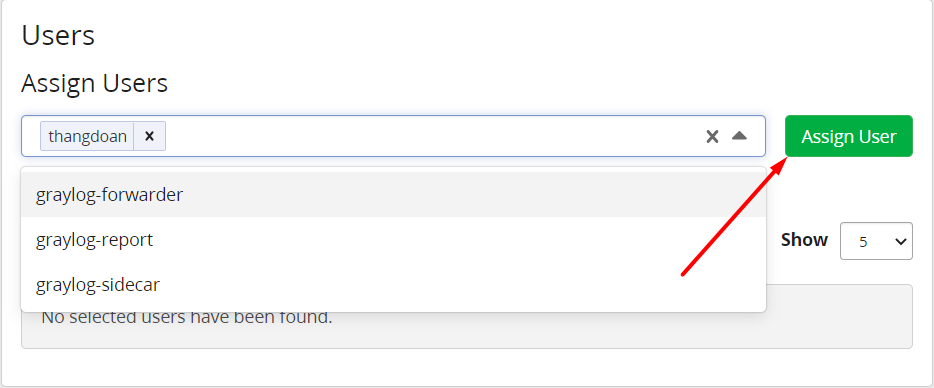 Users
Assign Users
thangdoan
Assign User
graylog-forwarder
graylog-report
Show 5
graylog-sidecar
No selected users have been found.